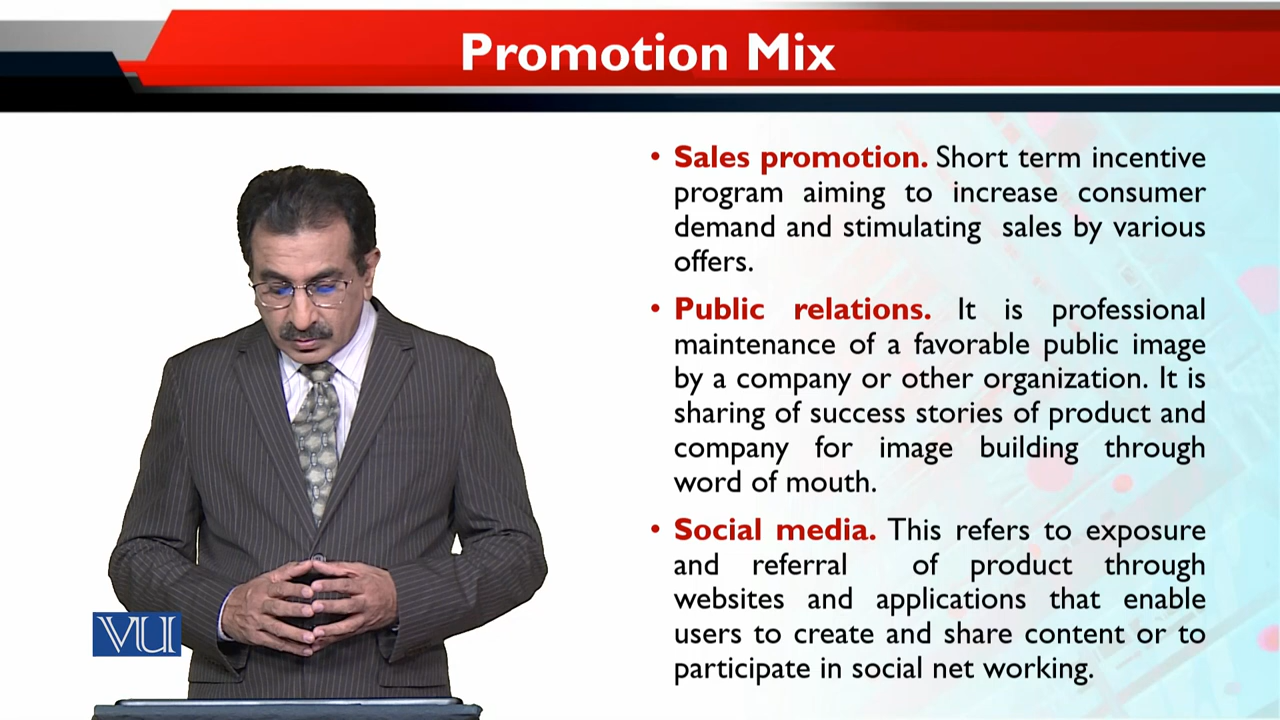 Promotion Mix
• Sales promotion. Short term incentive
program aiming to increase consumer
demand and stimulating sales by various
offers.
• Public relations. It is professional
maintenance of a favorable public image
by a company or other organization. It is
sharing of success stories of product and
company for image building through
word of mouth.
• Social media. This refers to exposure
and referral of product through
websites and applications that enable
users to create and share content or to
participate in social net working.
VU